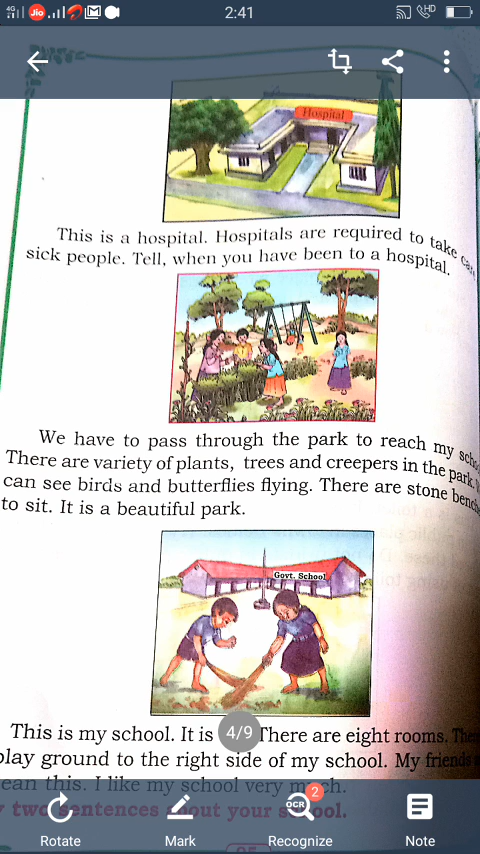 4G
Jio
M
2:41
HD
Hospital
This is a hospital. Hospitals are required to take
sick people. Tell, when you have been to a hospital.
We have to pass through the park to reach my
There are variety of plants, trees and creepers in the park.
can see birds and butterflies flying. There are stone
to sit. It is a beautiful park.
Govt. School
This is my school. It is There are eight rooms.
4/9
play ground to the right side of my school. My friends
this. I like my school very much.
two sentences about your school.
OCR
2
Rotate Mark Recognize Note